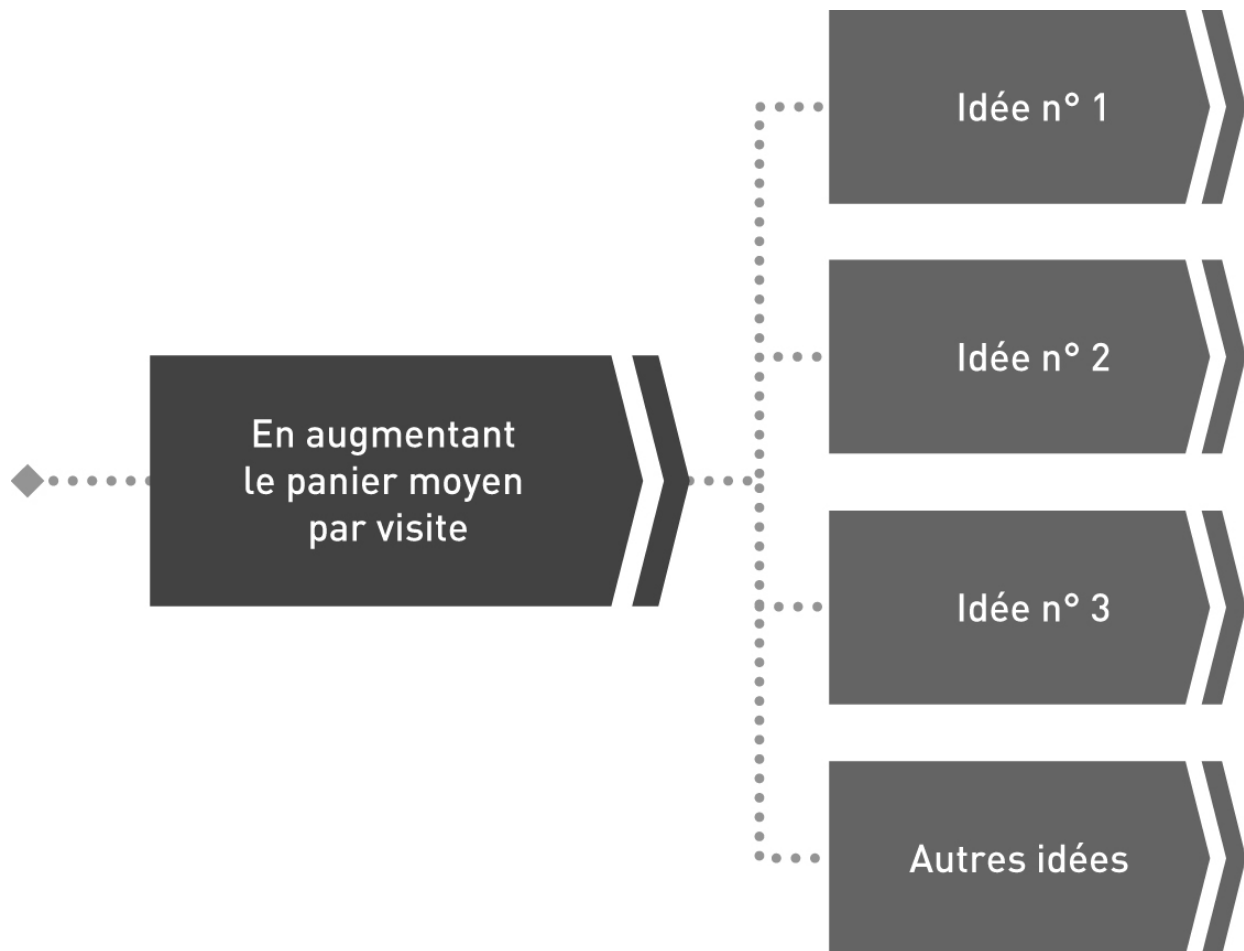 Idée n° 1
Idée n° 2
En augmentant
le panier moyen
par visite
Idée n° 3
Autres idées